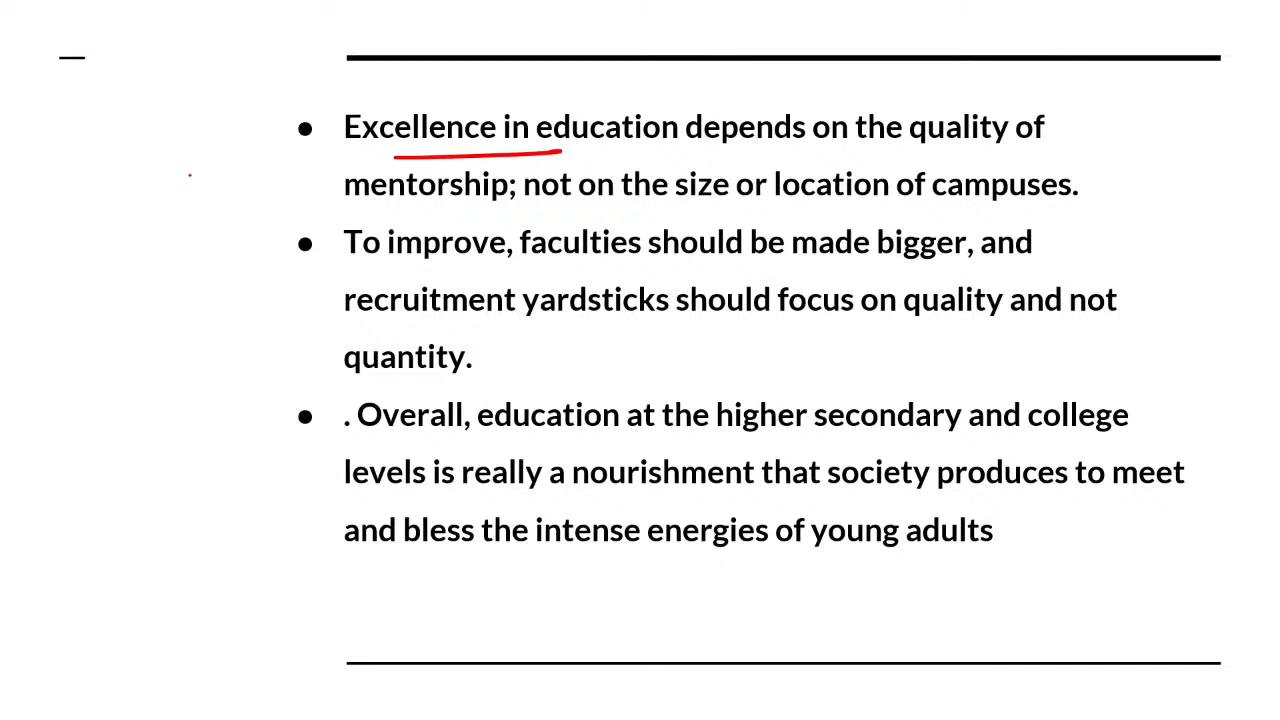 ● Excellence in education depends on the quality of
mentorship; not on the size or location of campuses.
● To improve, faculties should be made bigger, and
recruitment yardsticks should focus on quality and not
quantity.
● . Overall, education at the higher secondary and college
levels is really a nourishment that society produces to meet
and bless the intense energies of young adults